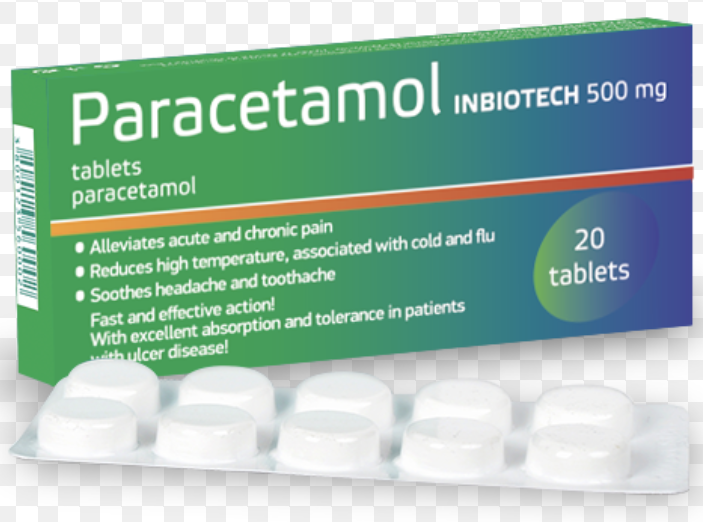 Paracetamol INBIOTECH 500 mg
tablets
paracetamol
• Alleviates acute and chronic pain
• Reduces high temperature, associated with cold and flu
• Soothes headache and toothache
Fast and effective action!
With excellent absorption and tolerance in patients
with ulcer disease!
20
tablets